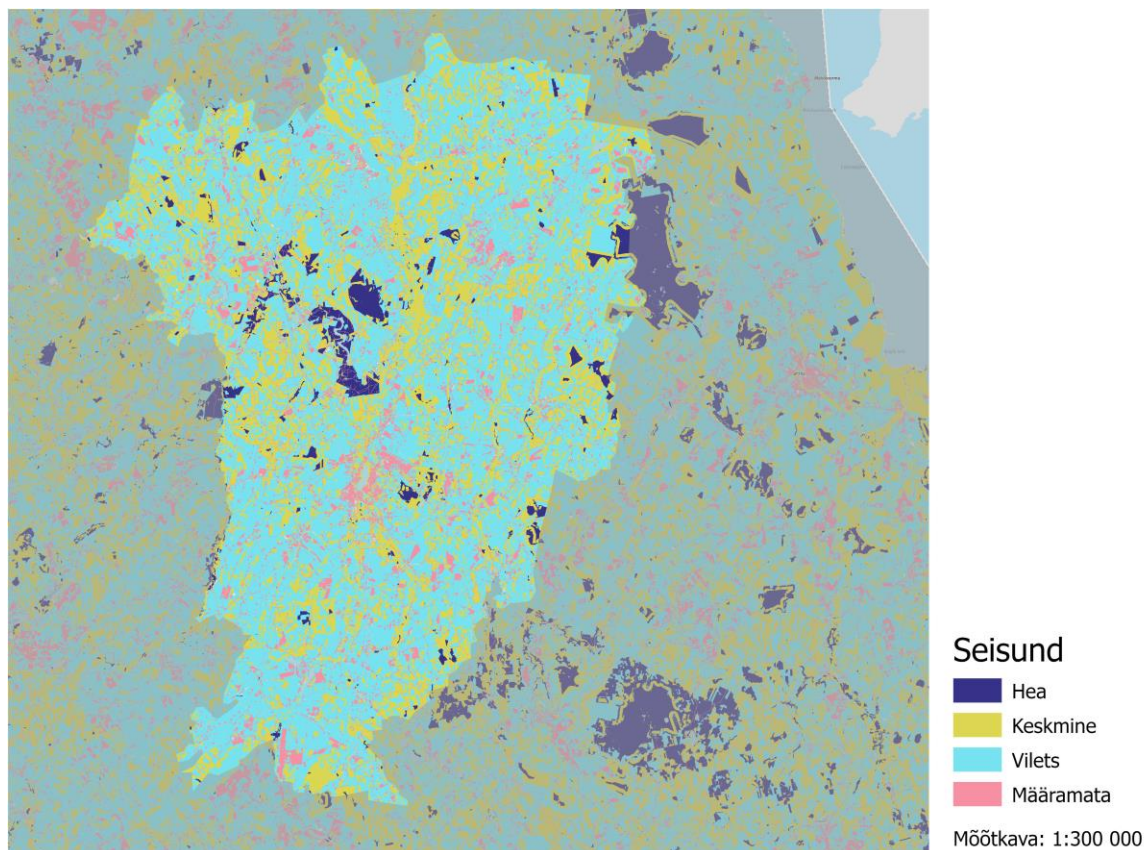 Seisund
Hea
Keskmine
Vilets
Määramata
Mõõtkava: 1:300 000